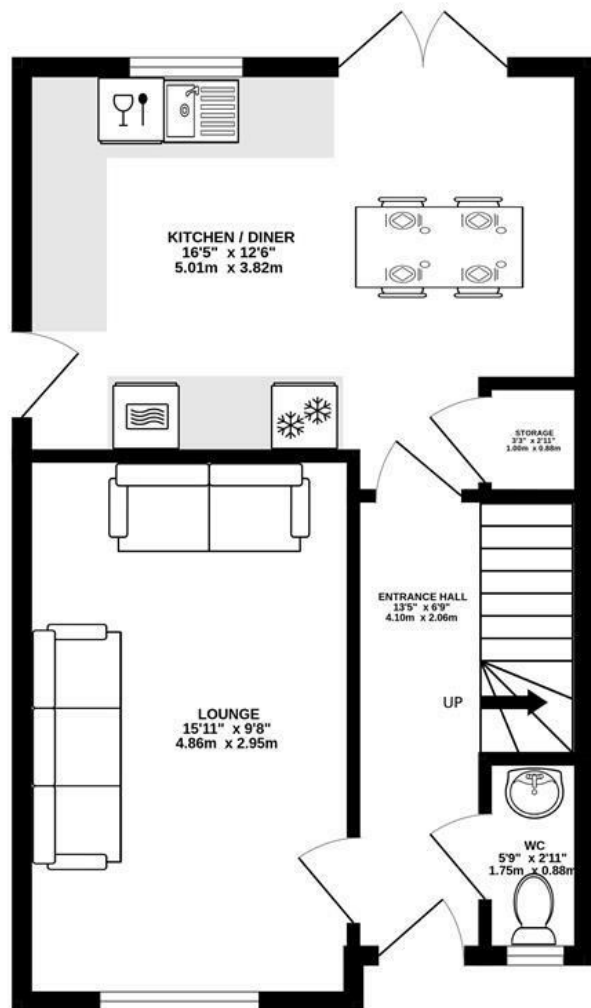 KITCHEN / DINER
16'5" x 12'6"
5.01m x 3.82m
STORAGE
3'3" x 2'11"
1.00m x 0.88m
ENTRANCE HALL
13'5" x 6'9"
4.10m x 2.06m
UP
LOUNGE
15'11" x 9'8"
4.86m x 2.95m
WC
5'9" x 2'11"
1.75m x 0.88m